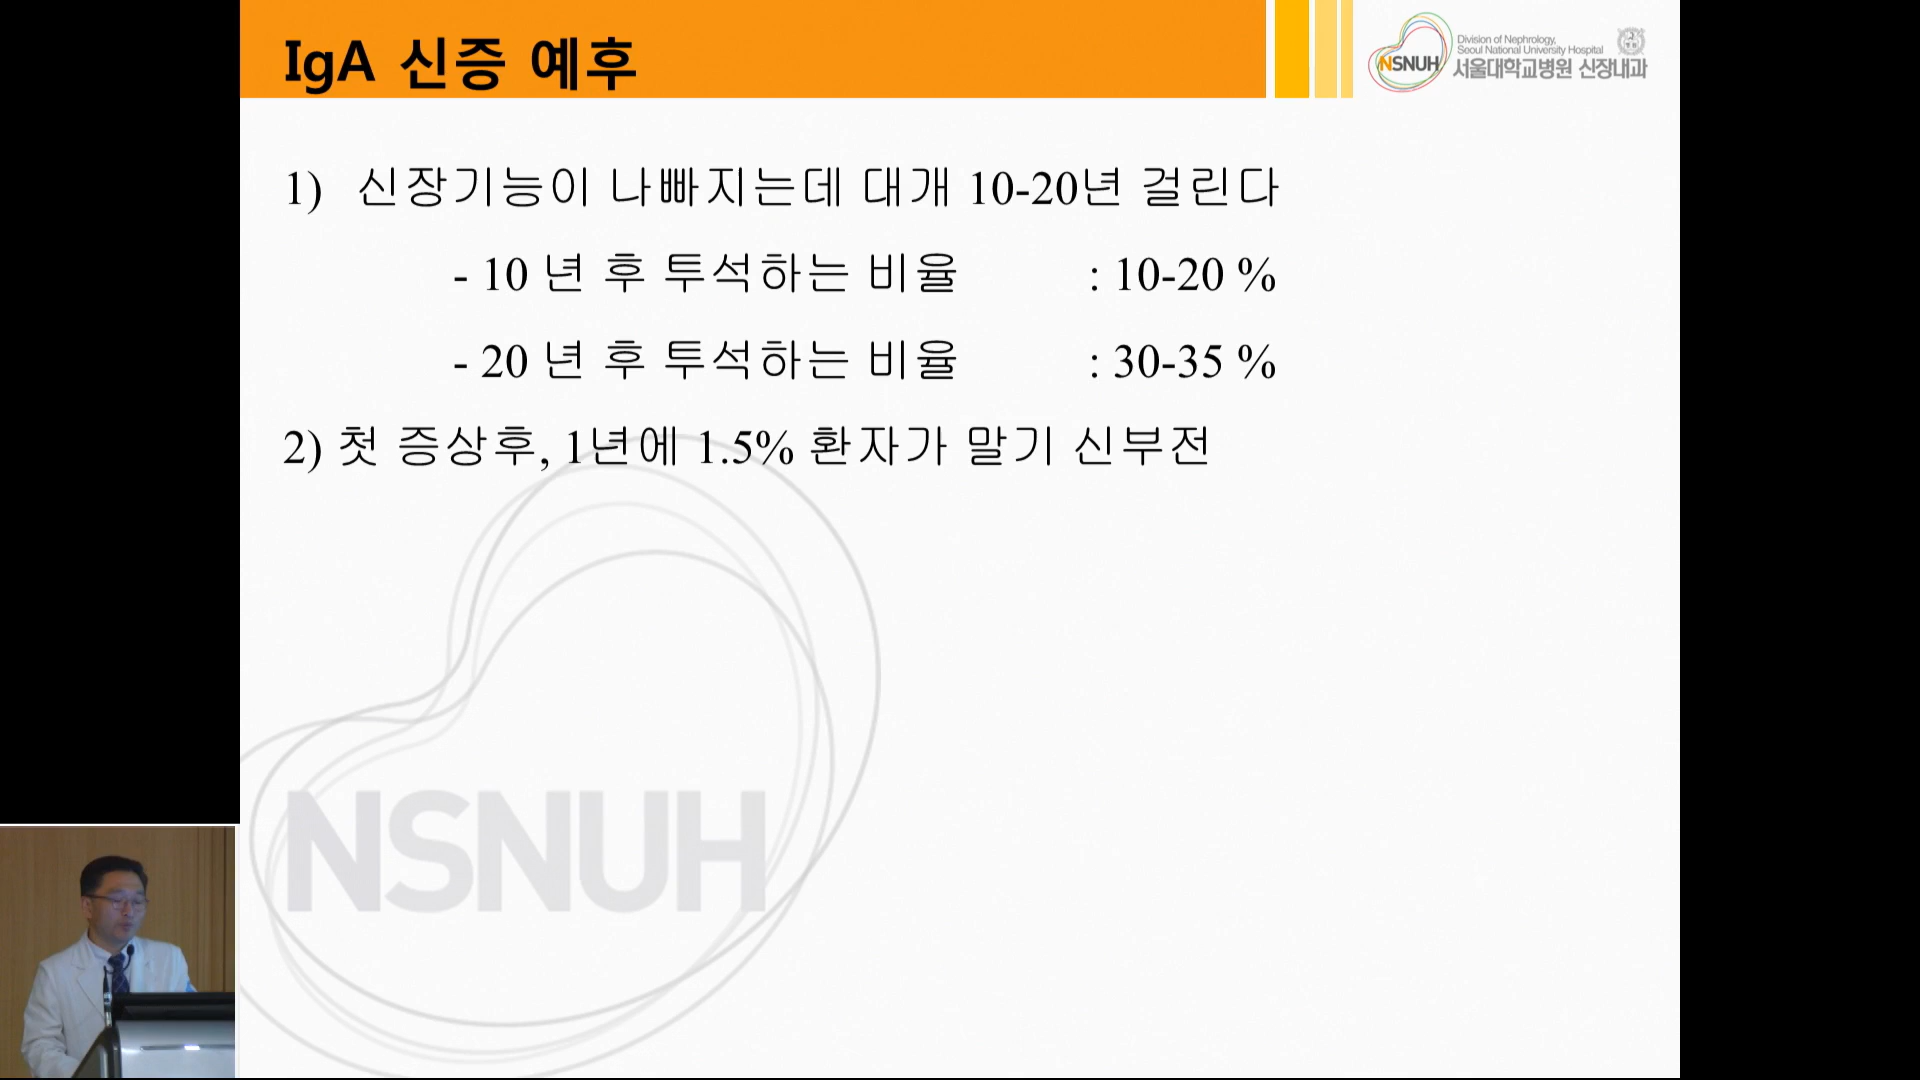 IgA 신증 예후
NSNUH
Division of Nephrology,
Seoul National University Hospital
서울대학교병원 신장내과
1) 신장기능이 나빠지는데 대개 10-20년 걸린다
- 10 년 후 투석하는 비율 : 10-20 %
- 20 년 후 투석하는 비율 : 30-35 %
2) 첫 증상후, 1년에 1.5% 환자가 말기 신부전
NSNUH